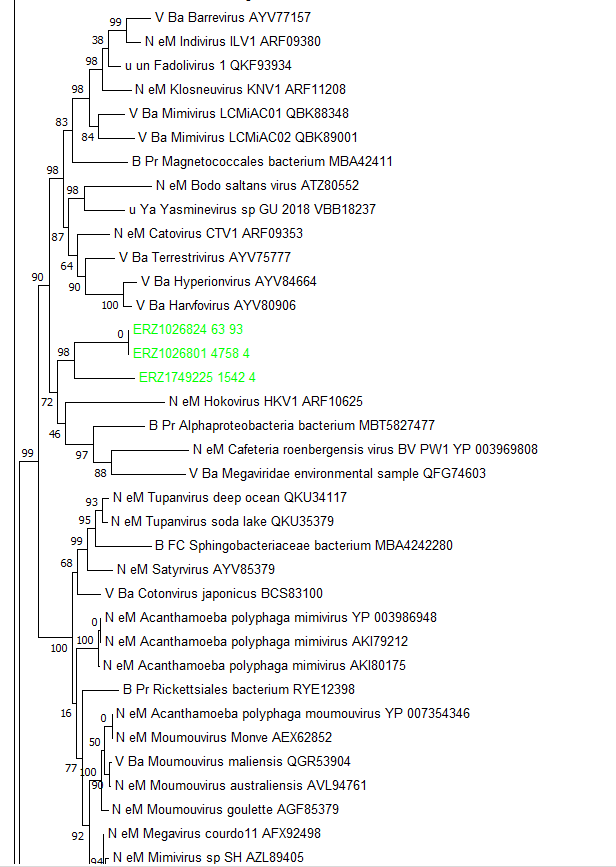 99
V Ba Barrevirus AYV77157
38
N eM Indivirus ILV1 ARF09380
98
u un Fadolivirus 1 QKF93934
98
N eM Klosneuvirus KNV1 ARF11208
V Ba Mimivirus LCMiAC01 QBK88348
83
84
V Ba Mimivirus LCMiAC02 QBK89001
B Pr Magnetococcales bacterium MBA42411
98
98
N eM Bodo saltans virus ATZ80552
u Ya Yasminevirus sp GU 2018 VBB18237
87
N eM Catovirus CTV1 ARF09353
64
V Ba Terrestrivirus AYV75777
90
90
V Ba Hyperionvirus AYV84664
100
V Ba Harvfovirus AYV80906
0
ERZ1026824 63 93
98
ERZ1026801 4758 4
ERZ1749225 1542 4
72
N eM Hokovirus HKV1 ARF10625
46
B Pr Alphaproteobacteria bacterium MBT5827477
99
97
N eM Cafeteria roenbergensis virus BV PW1 YP 003969808
88
V Ba Megaviridae environmental sample QFG74603
93
N eM Tupanvirus deep ocean QKU34117
95
N eM Tupanvirus soda lake QKU35379
99
B FC Sphingobacteriaceae bacterium MBA4242280
68
N eM Satyrvirus AYV85379
V Ba Cotonvirus japonicus BCS83100
0
N eM Acanthamoeba polyphaga mimivirus YP 003986948
100
100
N eM Acanthamoeba polyphaga mimivirus AKI79212
N eM Acanthamoeba polyphaga mimivirus AKI80175
B Pr Rickettsiales bacterium RYE12398
16
0
N eM Acanthamoeba polyphaga moumouvirus YP 007354346
50
N eM Moumouvirus Monve AEX62852
77
100
V Ba Moumouvirus maliensis QGR53904
90
N eM Moumouvirus australiensis AVL94761
N eM Moumouvirus goulette AGF85379
92
N eM Megavirus courdo11 AFX92498
94
N eM Mimivirus sp SH AZL89405